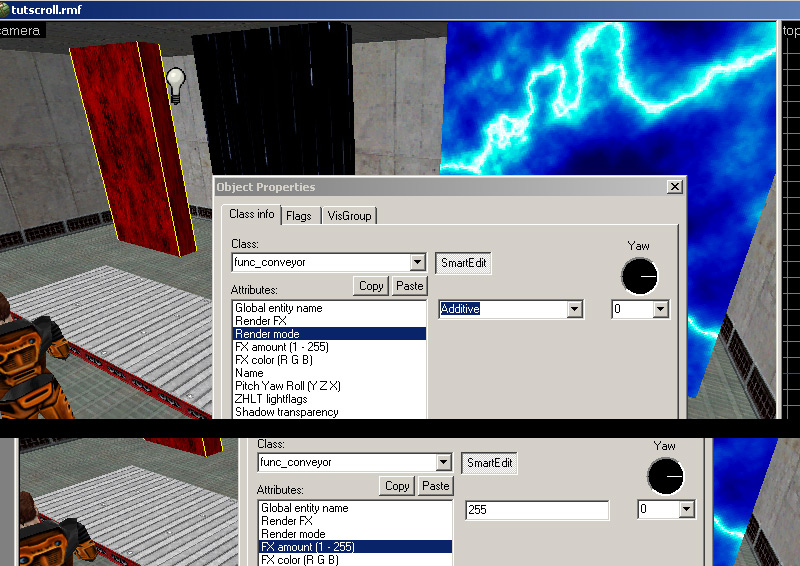 tutscroll.rmf
camera
top
Object Properties
Class info Flags VisGroup
Class:
func_conveyor
SmartEdit
Yaw
Copy Paste
Attributes:
Additive
0
Global entity name
Render FX
Render mode
FX amount (1 - 255)
FX color (R G B)
Name
Pitch Yaw Roll (Y Z X)
ZHLT lightflags
Shadow transparency
Class:
func_conveyor
SmartEdit
Yaw
Copy Paste
Attributes:
255
0
Global entity name
Render FX
Render mode
FX amount (1 - 255)
FX color (R G B)